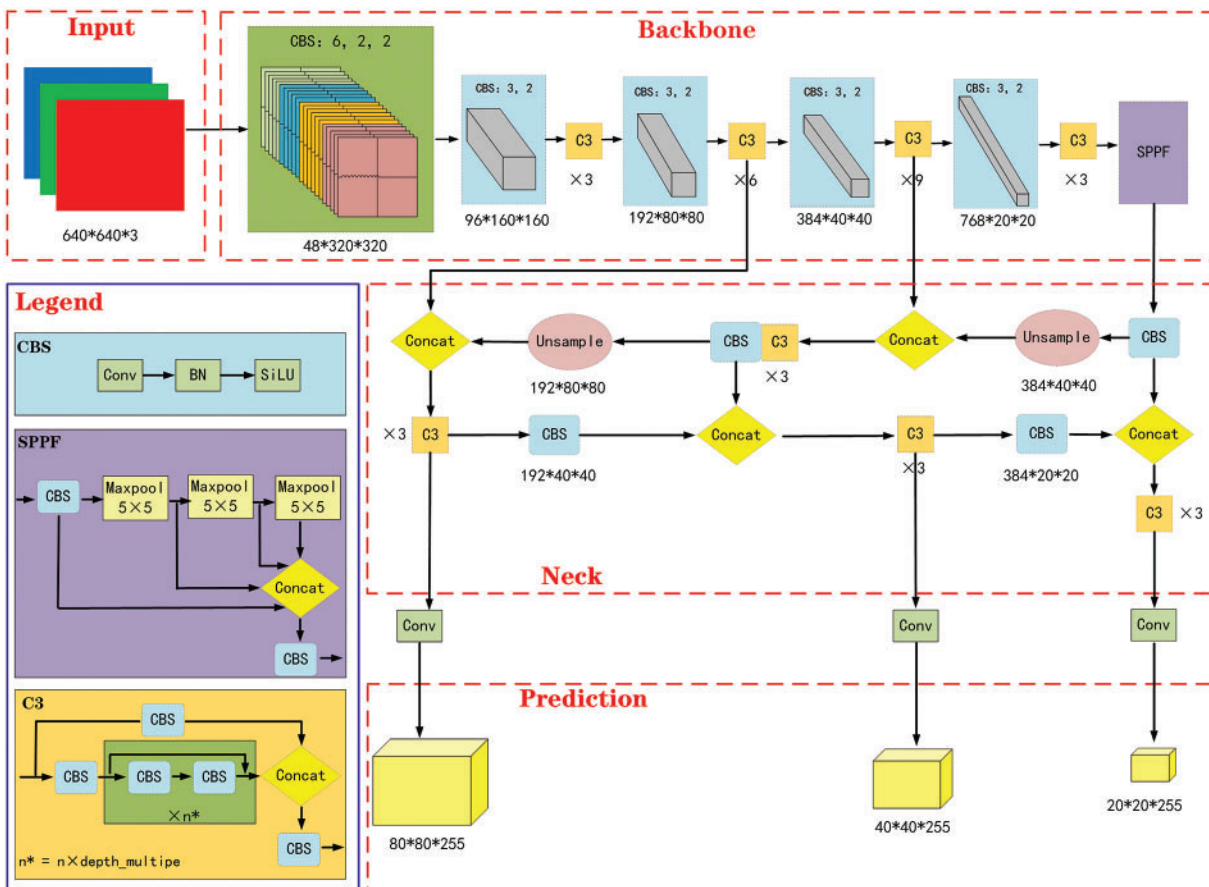 Input
640*640*3
Backbone
CBS: 6, 2, 2
48*320*320
CBS: 3, 2
96*160*160
C3
×3
CBS: 3, 2
192*80*80
C3
×6
CBS: 3, 2
384*40*40
C3
×9
CBS: 3, 2
768*20*20
C3
×3
SPPF
Legend
CBS
Conv
BN
SiLU
SPPF
CBS
Maxpool
5×5
Maxpool
5×5
Maxpool
5×5
Concat
CBS
C3
CBS
CBS
CBS
CBS
Concat
×n*
CBS
n* = n×depth_multipe
Concat
Unsample
192*80*80
CBS
C3
×3
Concat
Unsample
384*40*40
CBS
×3
C3
CBS
192*40*40
Concat
C3
×3
CBS
384*20*20
Concat
C3
×3
Neck
Conv
Conv
Conv
Prediction
80*80*255
40*40*255
20*20*255